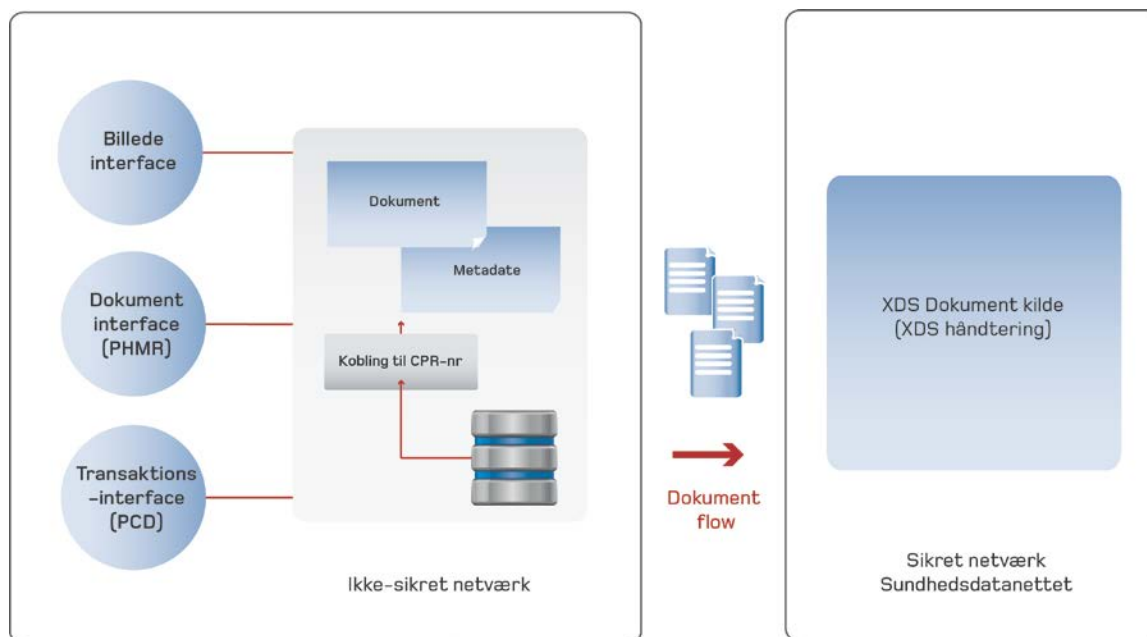 Billede
interface
Dokument
interface
(PHMR)
Transaktions
-interface
(PCD)
Dokument
Metadate
Kobling til CPR-nr
Ikke-sikret netværk
Dokument
flow
XDS Dokument kilde
(XDS håndtering)
Sikret netværk
Sundhedsdatanettet